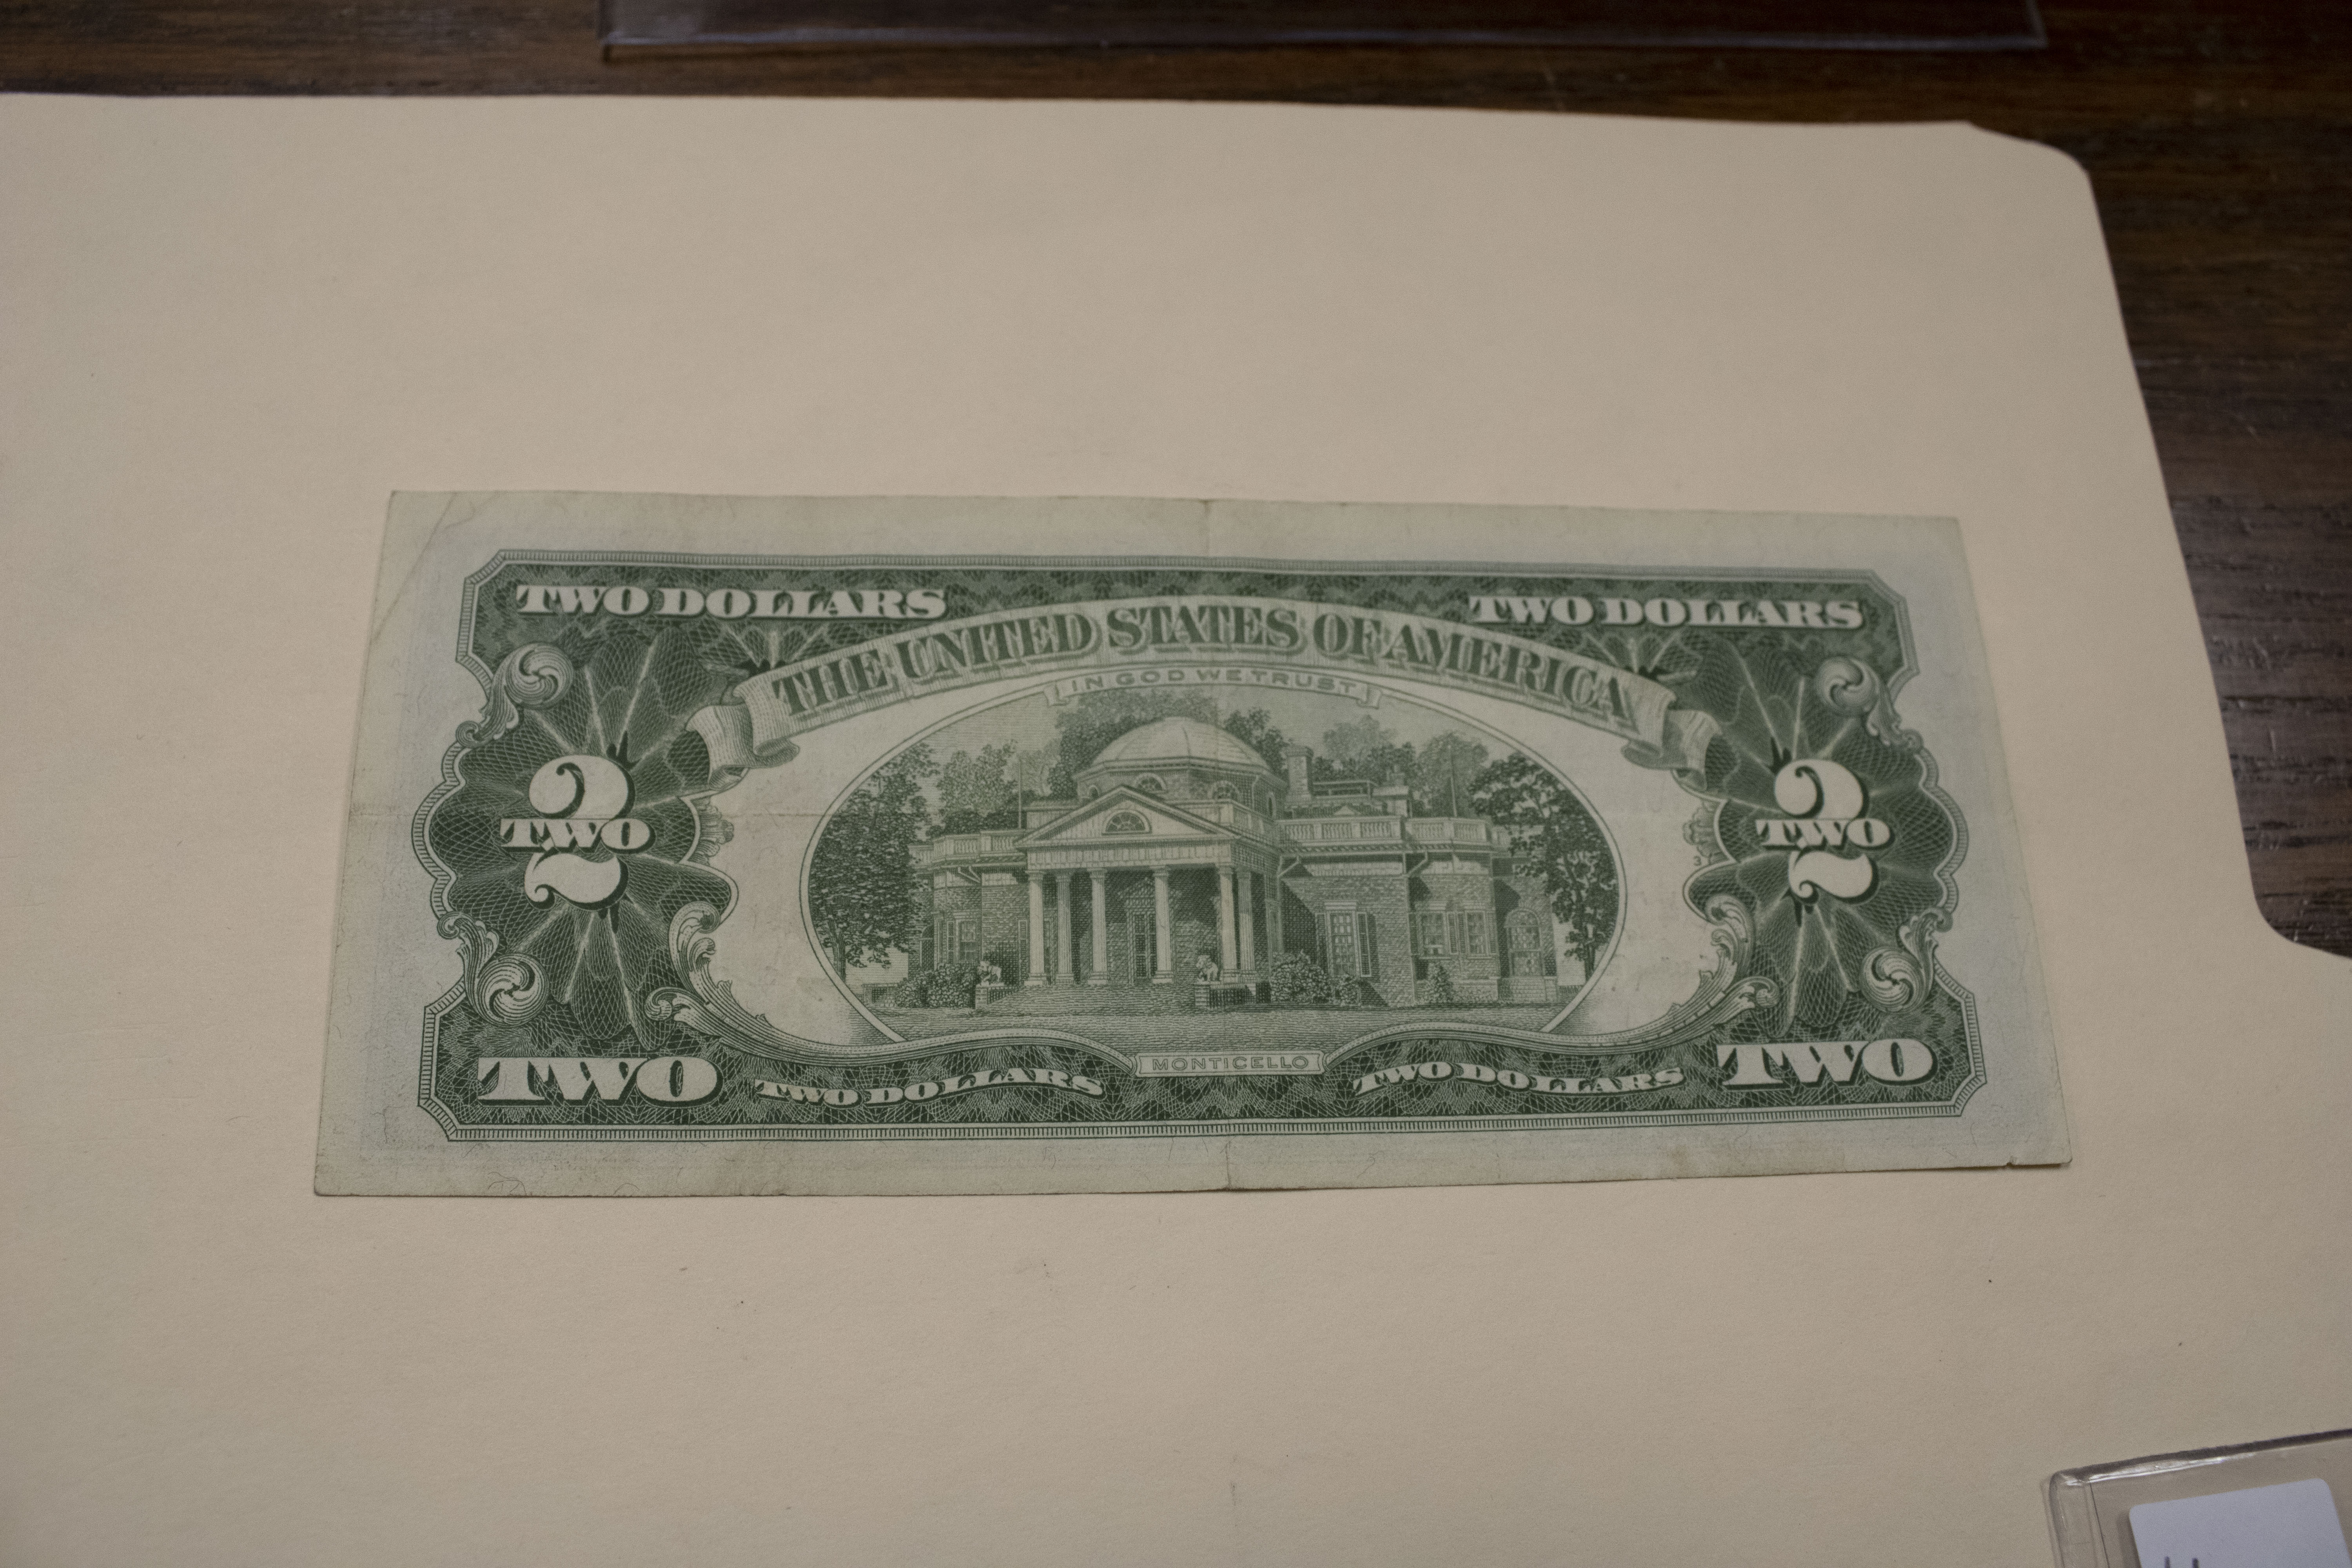 TWO DOLLARS
TWO DOLLARS
THE UNITED STATES OF AMERICA
IN GOD WE TRUST
2
TWO
2
TWO
MONTICELLO
TWO
TWO DOLLARS
TWO DOLLARS
TWO